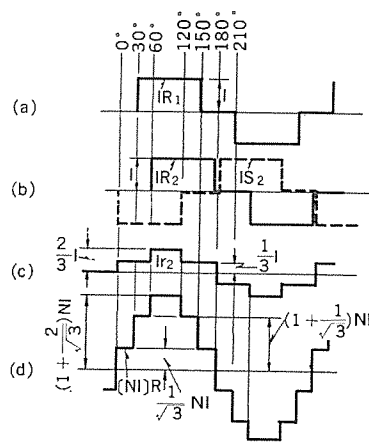 0° 30° 60° 120° 150° 180° 210°
(a) IR₁ I
(b) I IR₂ IS₂
(c) 2/3 I Ir₂ 1/3 I
(d) (1+2/√3)NI (NI)R 1/√3 NI (1+1/√3)NI